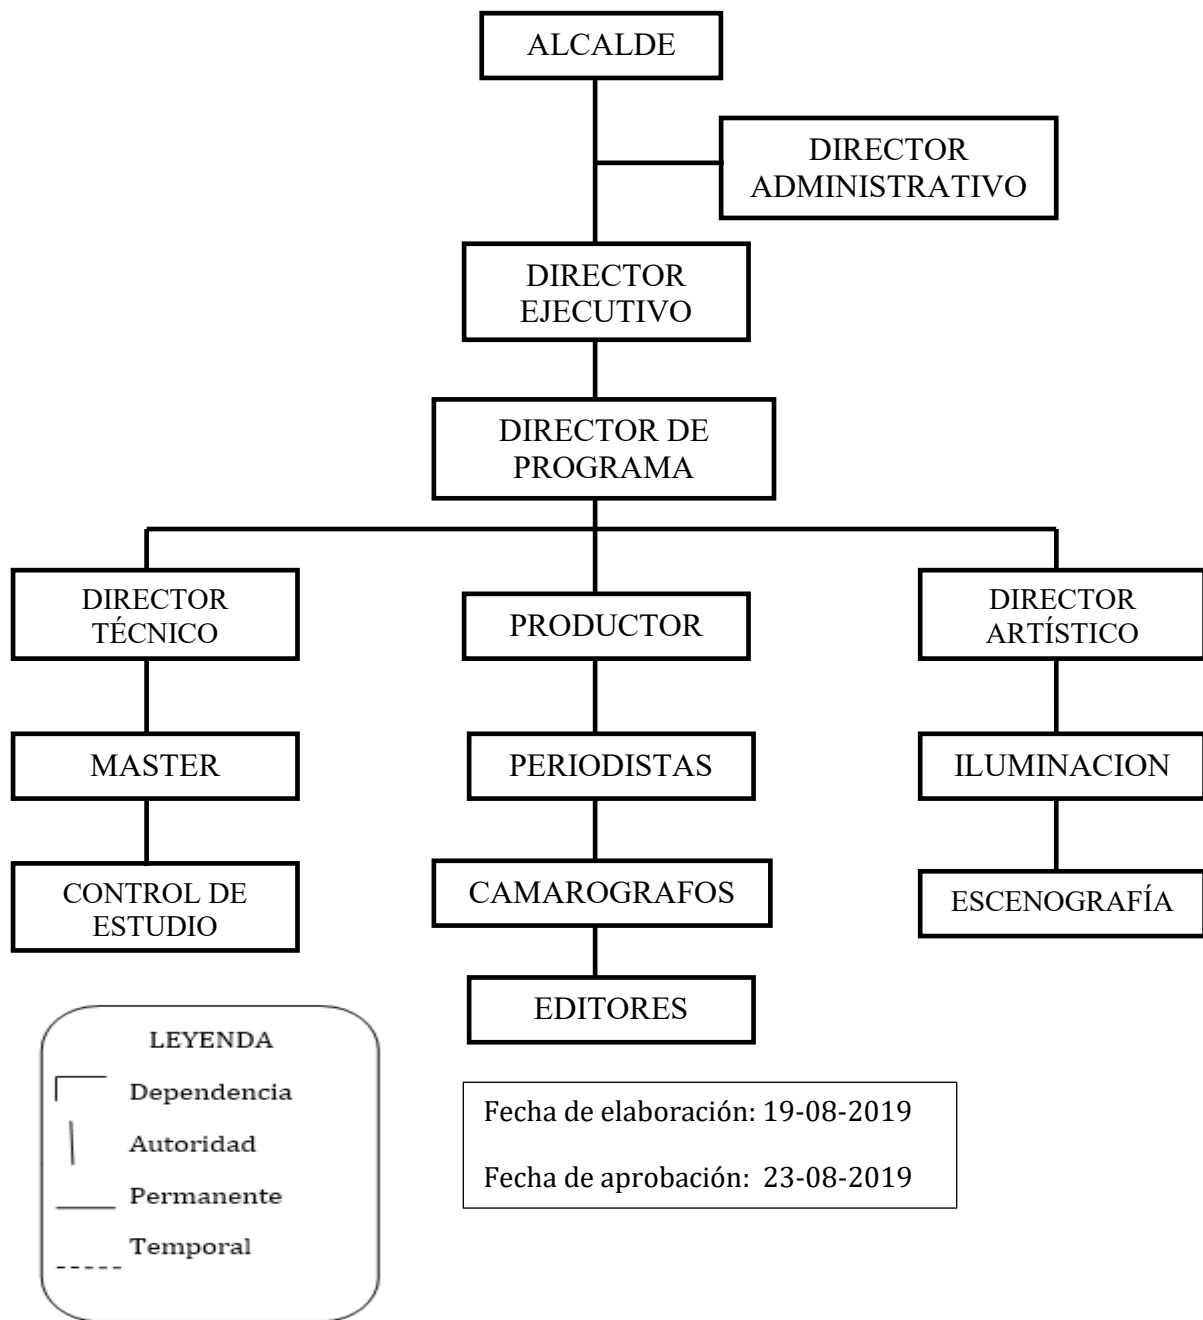 ALCALDE
DIRECTOR
ADMINISTRATIVO
DIRECTOR
EJECUTIVO
DIRECTOR DE
PROGRAMA
DIRECTOR
TÉCNICO
PRODUCTOR
DIRECTOR
ARTÍSTICO
MASTER
PERIODISTAS
ILUMINACION
CONTROL DE
ESTUDIO
CAMAROGRAFOS
ESCENOGRAFÍA
EDITORES
LEYENDA
Dependencia
Autoridad
Permanente
Temporal
Fecha de elaboración: 19-08-2019
Fecha de aprobación: 23-08-2019